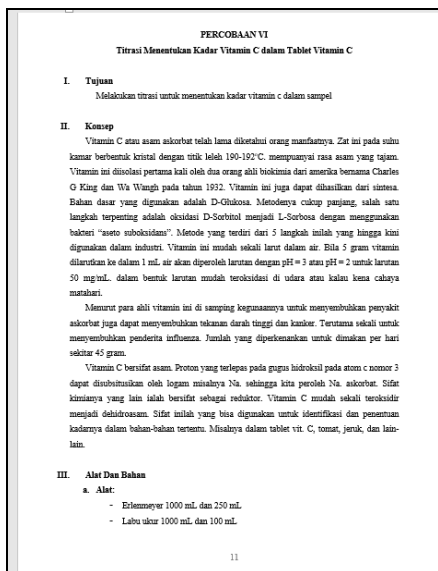 PERCOBAAN VI
Titrasi Menentukan Kadar Vitamin C dalam Tablet Vitamin C
I. Tujuan
Melakukan titrasi untuk menentukan kadar vitamin c dalam sampel
II. Konsep
Vitamin C atau asam askorbat telah lama diketahui orang manfaatnya. Zat ini pada suhu
kamar berbentuk kristal dengan titik leleh 190-192°C. mempunyai rasa asam yang tajam.
Vitamin ini diisolasi pertama kali oleh dua orang ahli biokimia dari amerika bernama Charles
G King dan Wa Wangh pada tahun 1932. Vitamin ini juga dapat dihasilkan dari sintesa.
Bahan dasar yang digunakan adalah D-Glukosa. Metodenya cukup panjang, salah satu
langkah terpenting adalah oksidasi D-Sorbitol menjadi L-Sorbosa dengan menggunakan
bakteri “aseto suboksidans”. Metode yang terdiri dari 5 langkah inilah yang hingga kini
digunakan dalam industri. Vitamin ini mudah sekali larut dalam air. Bila 5 gram vitamin
dilarutkan ke dalam 1 mL air akan diperoleh larutan dengan pH = 3 atau pH = 2 untuk larutan
50 mg/mL. dalam bentuk larutan mudah teroksidasi di udara atau kalau kena cahaya
matahari.
Menurut para ahli vitamin ini di samping kegunaannya untuk menyembuhkan penyakit
askorbat juga dapat menyembuhkan tekanan darah tinggi dan kanker. Terutama sekali untuk
menyembuhkan penderita influenza. Jumlah yang diperkenankan untuk dimakan per hari
sekitar 45 gram.
Vitamin C bersifat asam. Proton yang terlepas pada gugus hidroksil pada atom c nomor 3
dapat disubsitusikan oleh logam misalnya Na. sehingga kita peroleh Na. askorbat. Sifat
kimianya yang lain ialah bersifat sebagai reduktor. Vitamin C mudah sekali teroksidir
menjadi dehidroasam. Sifat inilah yang bisa digunakan untuk identifikasi dan penentuan
kadarnya dalam bahan-bahan tertentu. Misalnya dalam tablet vit. C, tomat, jeruk, dan lain-
lain.
III. Alat Dan Bahan
a. Alat:
- Erlenmeyer 1000 mL dan 250 mL
- Labu ukur 1000 mL dan 100 mL
11